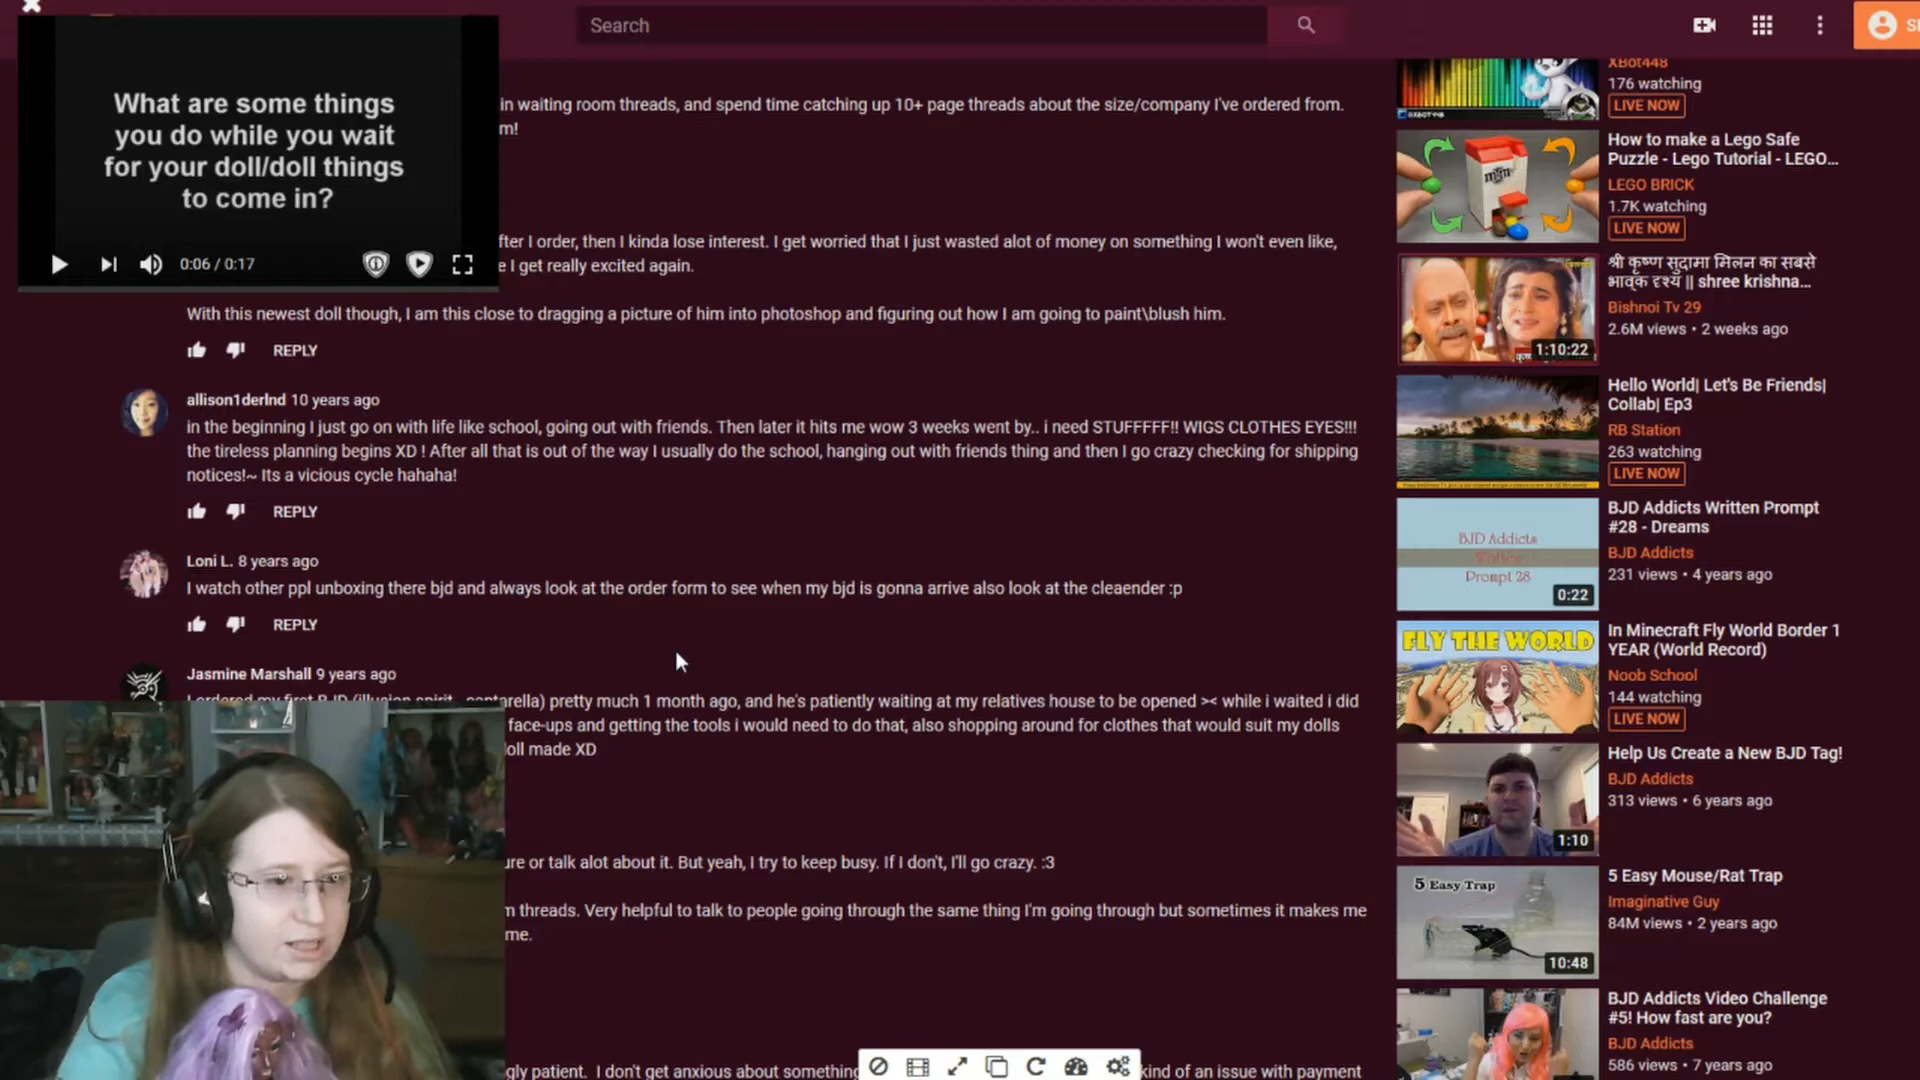 Search
What are some things
you do while you wait
for your doll/doll things
to come in?
0:06 / 0:17
in waiting room threads, and spend time catching up 10+ page threads about the size/company I've ordered from.
m!
fter I order, then I kinda lose interest. I get worried that I just wasted alot of money on something I won't even like,
e I get really excited again.
With this newest doll though, I am this close to dragging a picture of him into photoshop and figuring out how I am going to paint\blush him.
REPLY
allison1derlnd 10 years ago
in the beginning I just go on with life like school, going out with friends. Then later it hits me wow 3 weeks went by.. i need STUFFFFF!! WIGS CLOTHES EYES!!!
the tireless planning begins XD ! After all that is out of the way I usually do the school, hanging out with friends thing and then I go crazy checking for shipping
notices!~ Its a vicious cycle hahaha!
REPLY
Loni L. 8 years ago
I watch other ppl unboxing there bjd and always look at the order form to see when my bjd is gonna arrive also look at the cleaender :p
REPLY
Jasmine Marshall 9 years ago
pretty much 1 month ago, and he's patiently waiting at my relatives house to be opened >< while i waited i did
face-ups and getting the tools i would need to do that, also shopping around for clothes that would suit my dolls
oll made XD
ure or talk alot about it. But yeah, I try to keep busy. If I don't, I'll go crazy. :3
m threads. Very helpful to talk to people going through the same thing I'm going through but sometimes it makes me
me.
gly patient. I don't get anxious about something
kind of an issue with payment
XBot448
176 watching
LIVE NOW
How to make a Lego Safe
Puzzle - Lego Tutorial - LEGO...
LEGO BRICK
1.7K watching
LIVE NOW
श्री कृष्ण सुदामा मिलन का सबसे
भावुक दृश्य || shree krishna...
Bishnoi Tv 29
2.6M views • 2 weeks ago
1:10:22
Hello World| Let's Be Friends|
Collab| Ep3
RB Station
263 watching
LIVE NOW
BJD Addicts
Written
Prompt 28
0:22
BJD Addicts Written Prompt
#28 - Dreams
BJD Addicts
231 views • 4 years ago
FLY THE WORLD
In Minecraft Fly World Border 1
YEAR (World Record)
Noob School
144 watching
LIVE NOW
Help Us Create a New BJD Tag!
BJD Addicts
313 views • 6 years ago
1:10
5 Easy Trap
10:48
5 Easy Mouse/Rat Trap
Imaginative Guy
84M views • 2 years ago
BJD Addicts Video Challenge
#5! How fast are you?
BJD Addicts
586 views • 7 years ago